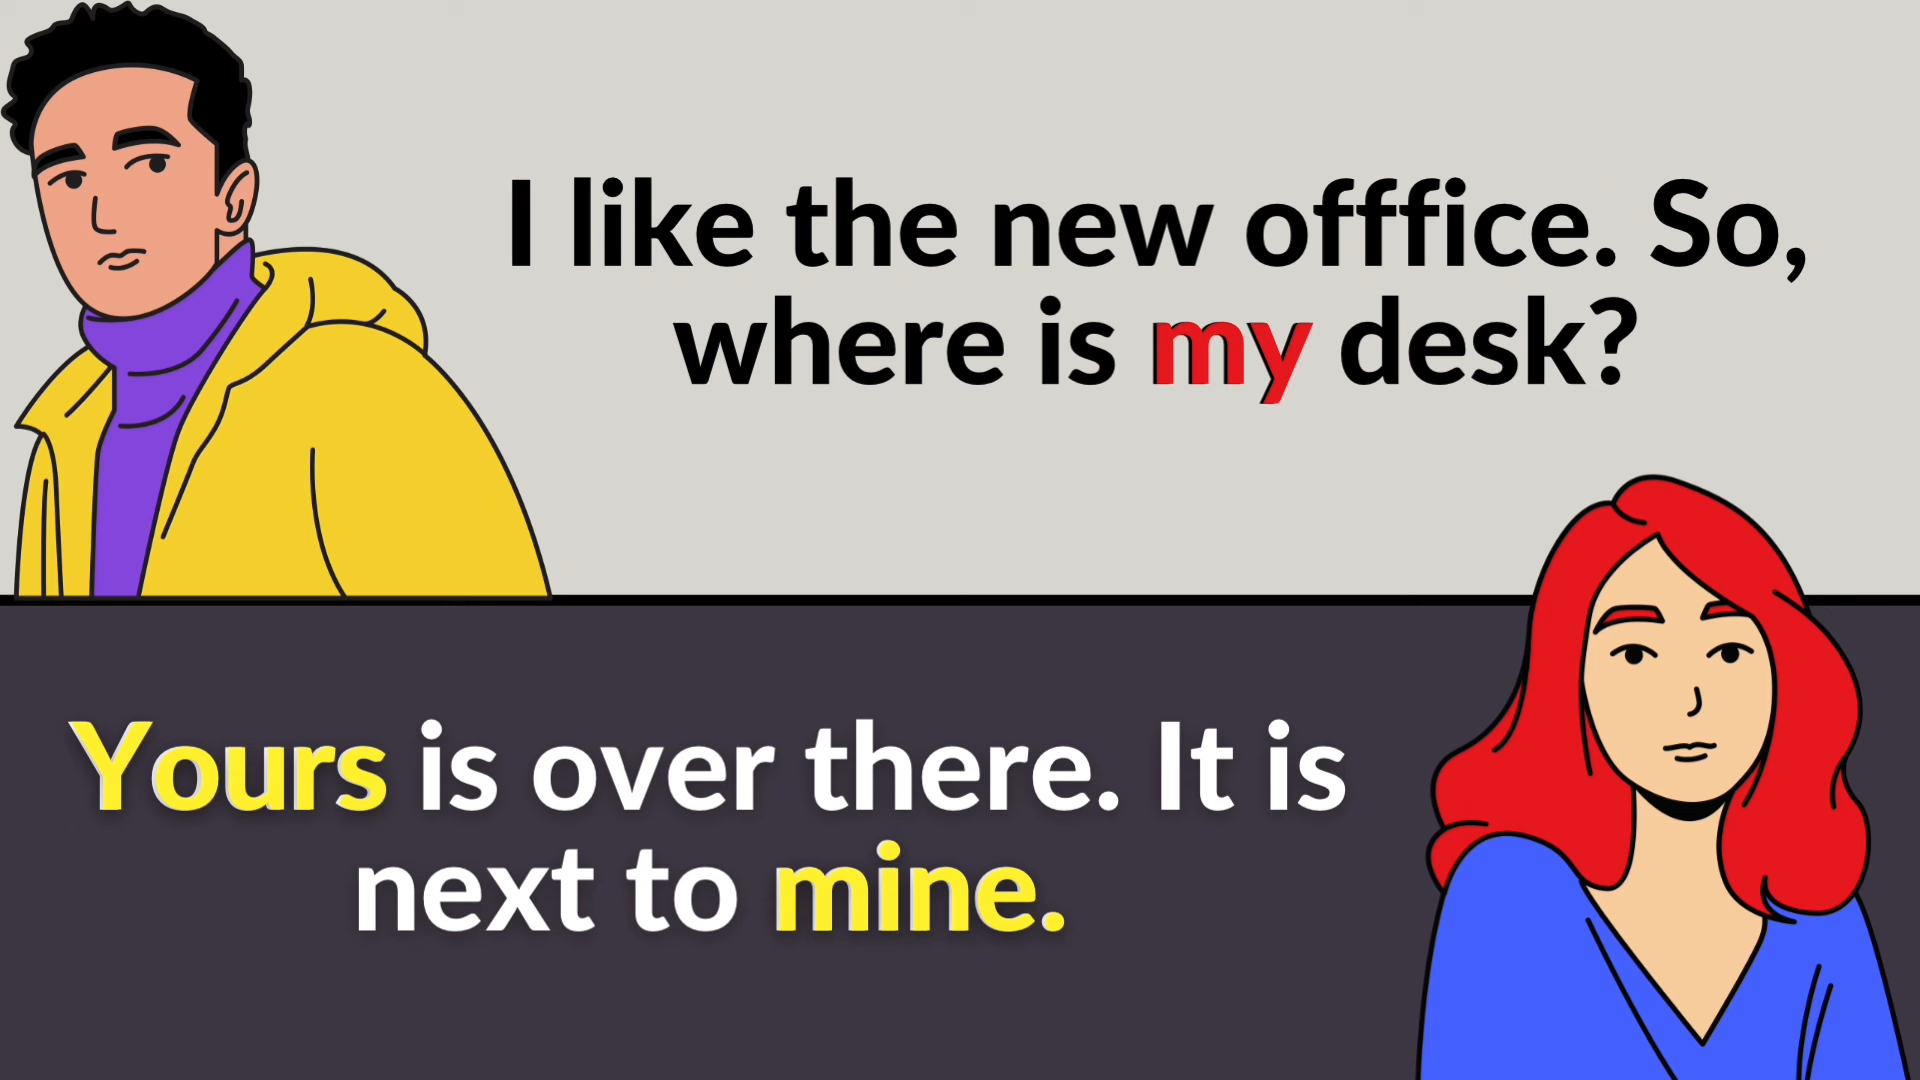 I like the new offfice. So,
where is my desk?
Yours is over there. It is
next to mine.